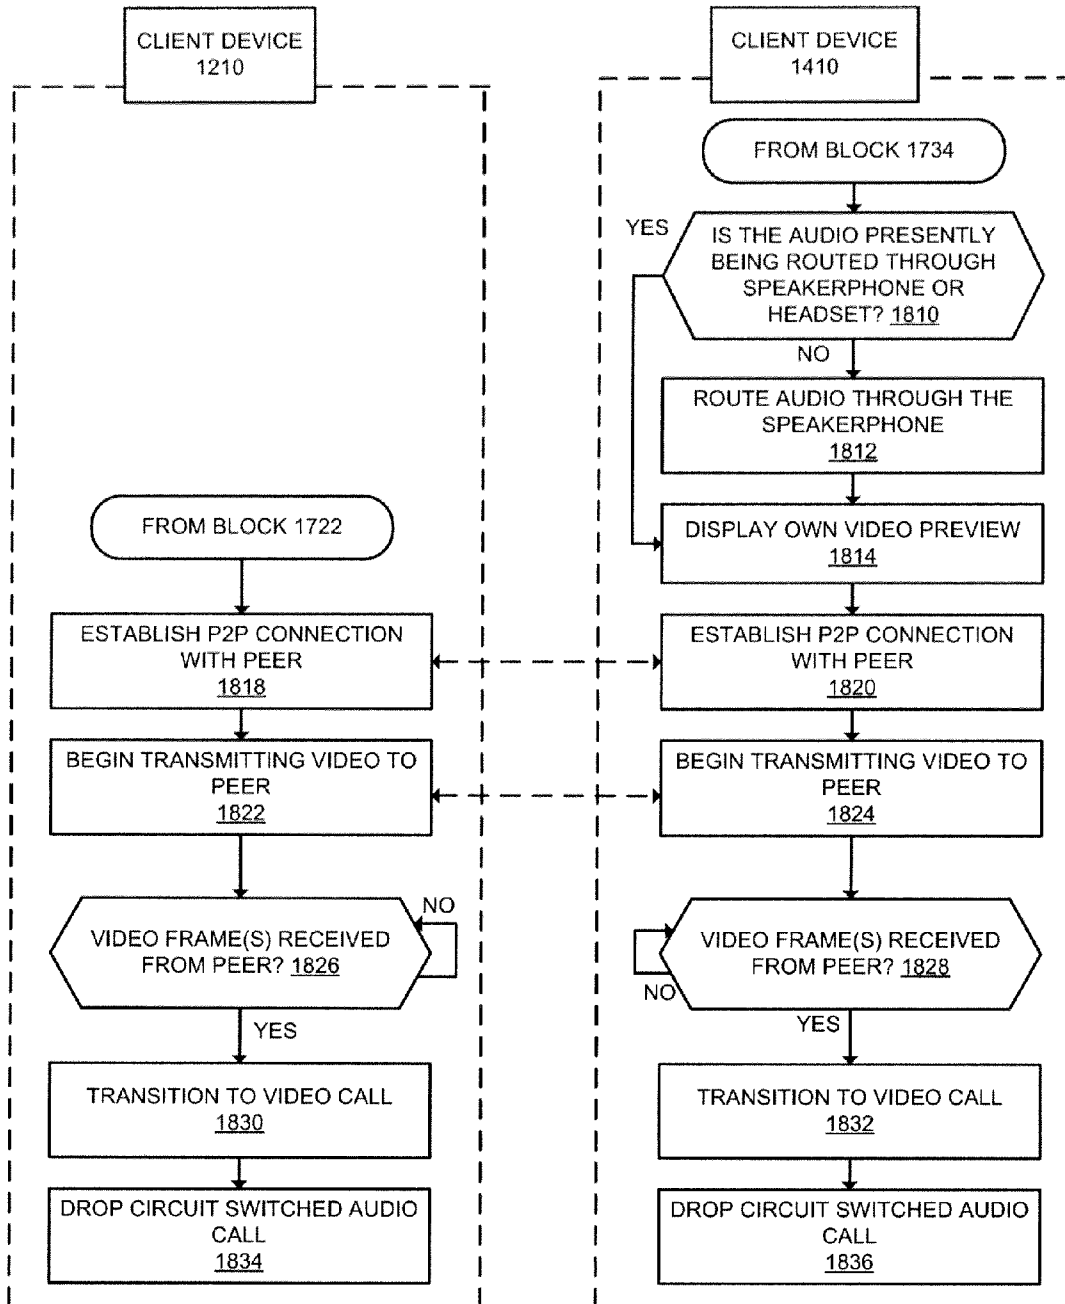 CLIENT DEVICE
1210
FROM BLOCK 1722
ESTABLISH P2P CONNECTION
WITH PEER
1818
BEGIN TRANSMITTING VIDEO TO
PEER
1822
VIDEO FRAME(S) RECEIVED
FROM PEER? 1826
NO
YES
TRANSITION TO VIDEO CALL
1830
DROP CIRCUIT SWITCHED AUDIO
CALL
1834
CLIENT DEVICE
1410
FROM BLOCK 1734
YES
IS THE AUDIO PRESENTLY
BEING ROUTED THROUGH
SPEAKERPHONE OR
HEADSET? 1810
NO
ROUTE AUDIO THROUGH THE
SPEAKERPHONE
1812
DISPLAY OWN VIDEO PREVIEW
1814
ESTABLISH P2P CONNECTION
WITH PEER
1820
BEGIN TRANSMITTING VIDEO TO
PEER
1824
VIDEO FRAME(S) RECEIVED
FROM PEER? 1828
NO
YES
TRANSITION TO VIDEO CALL
1832
DROP CIRCUIT SWITCHED AUDIO
CALL
1836